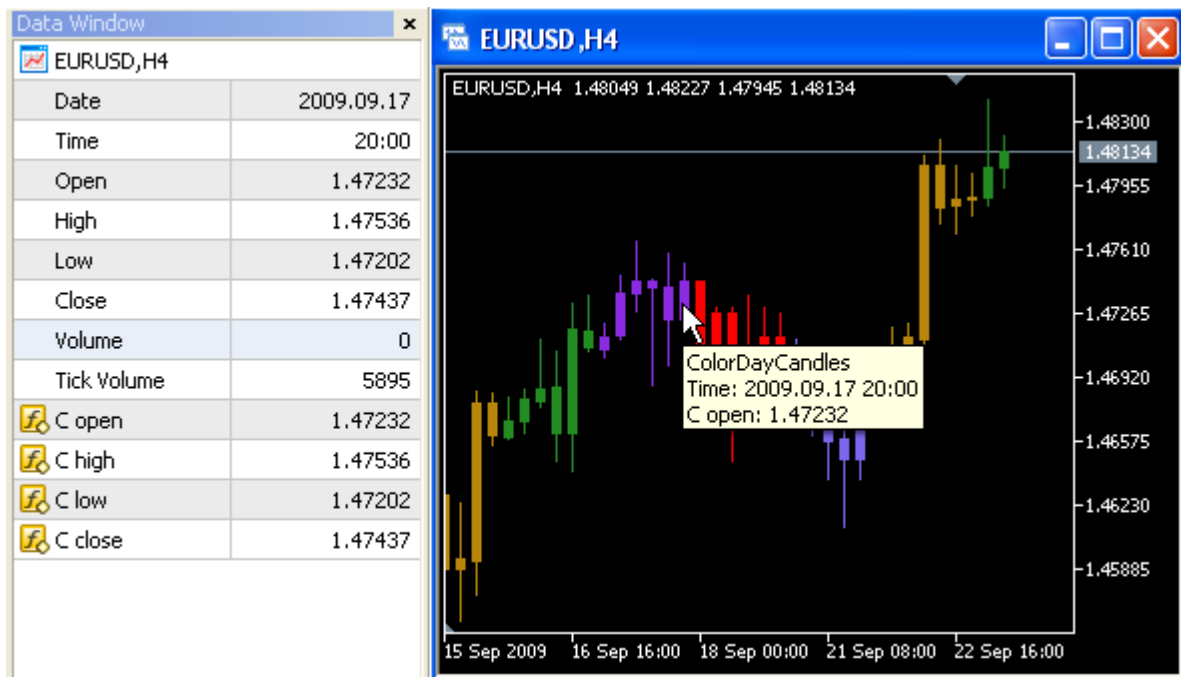 Data Window
EURUSD,H4
Date 2009.09.17
Time 20:00
Open 1.47232
High 1.47536
Low 1.47202
Close 1.47437
Volume 0
Tick Volume 5895
C open 1.47232
C high 1.47536
C low 1.47202
C close 1.47437
EURUSD,H4
EURUSD,H4 1.48049 1.48227 1.47945 1.48134
1.48300
1.48134
1.47955
1.47610
1.47265
1.46920
1.46575
1.46230
1.45885
ColorDayCandles
Time: 2009.09.17 20:00
C open: 1.47232
15 Sep 2009 16 Sep 16:00 18 Sep 00:00 21 Sep 08:00 22 Sep 16:00